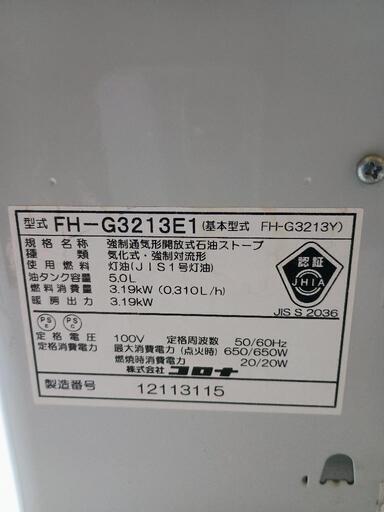 型式 FH-G3213E1 (基本型式 FH-G3213Y)
規格名称 強制通気形開放式石油ストーブ
種類 気化式・強制対流形
使用燃料 灯油(JIS1号灯油)
油タンク容量 5.0L
燃料消費量 3.19kW (0.310L/h)
暖房出力 3.19kW
認証
JHIA
JIS S 2036
PS E PS C
定格電圧 100V 定格周波数 50/60Hz
定格消費電力 最大消費電力(点火時) 650/650W
燃焼時消費電力 20/20W
株式会社 コロナ
製造番号 12113115